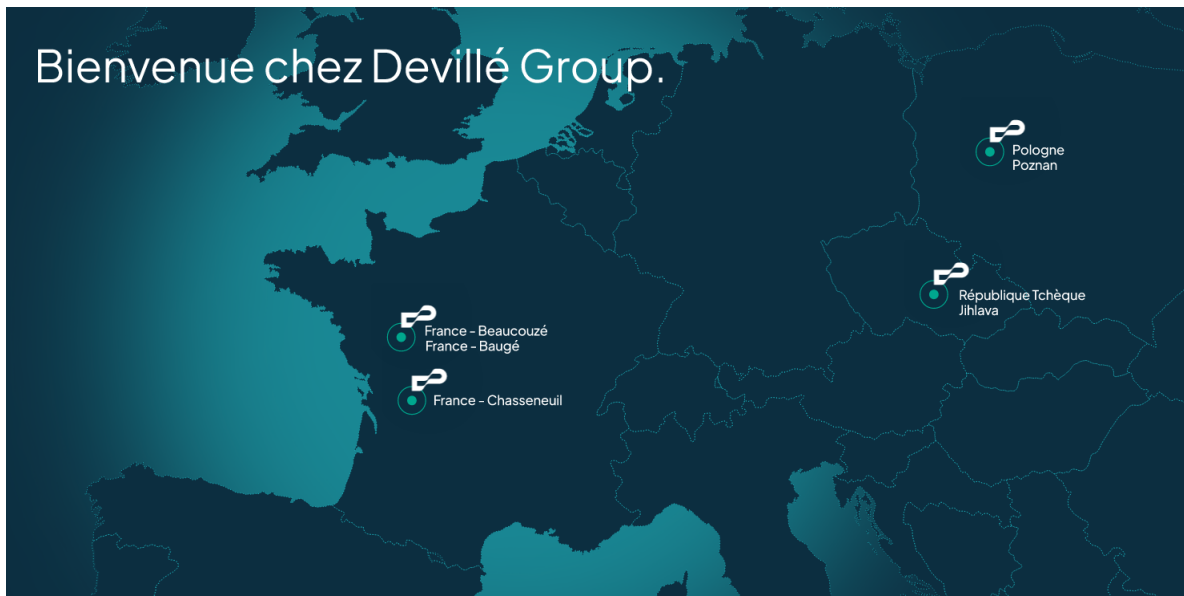 Bienvenue chez Devillé Group.
Pologne
Poznan
République Tchèque
Jihlava
France - Beaucouzé
France - Baugé
France - Chasseneuil